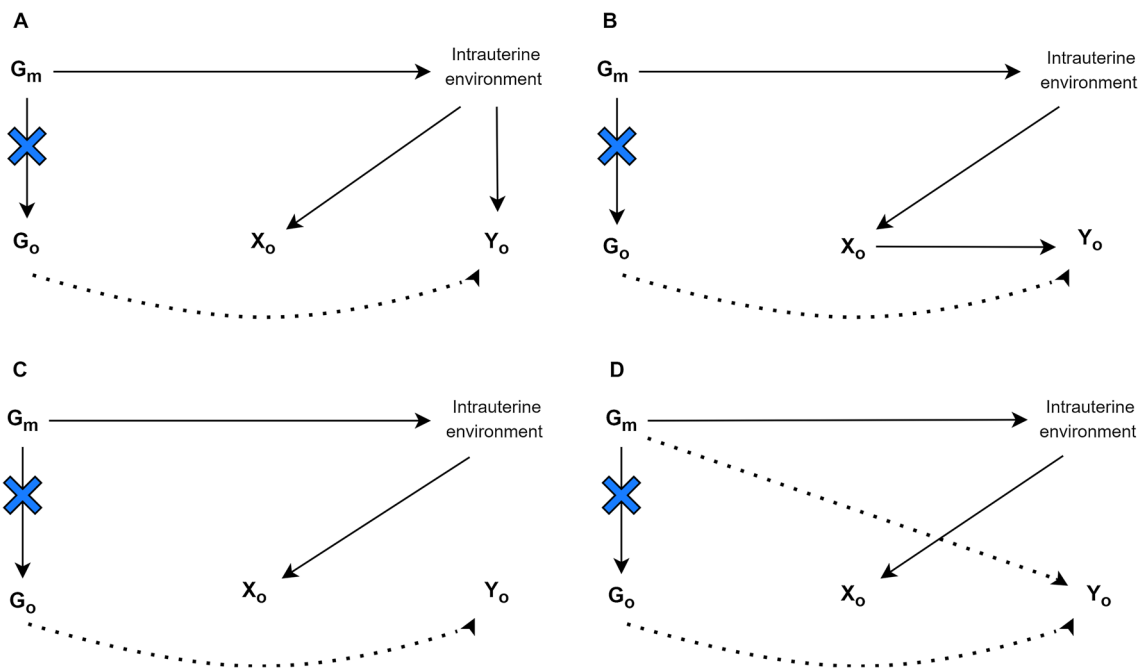 A
B
Gm
Intrauterine
environment
Gm
Intrauterine
environment
Go
Xo
Yo
Go
Xo
Yo
C
D
Gm
Intrauterine
environment
Gm
Intrauterine
environment
Go
Xo
Yo
Go
Xo
Yo